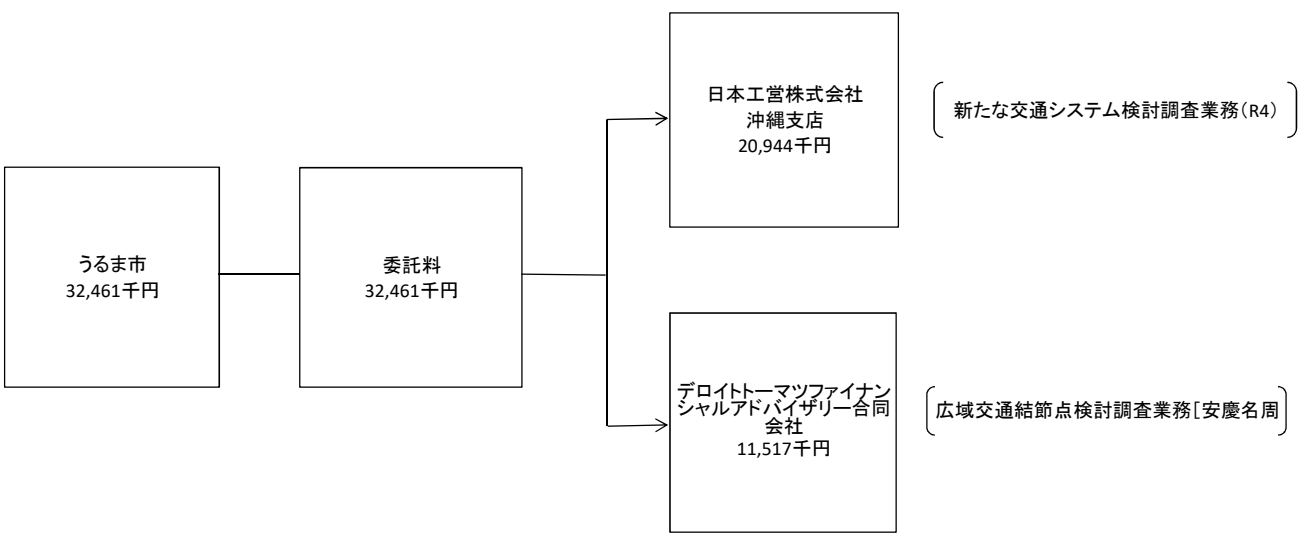 うるま市
32,461千円
委託料
32,461千円
日本工営株式会社
沖縄支店
20,944千円
新たな交通システム検討調査業務(R4)
デロイトトーマツファイナン
シャルアドバイザリー合同
会社
11,517千円
広域交通結節点検討調査業務[安慶名周